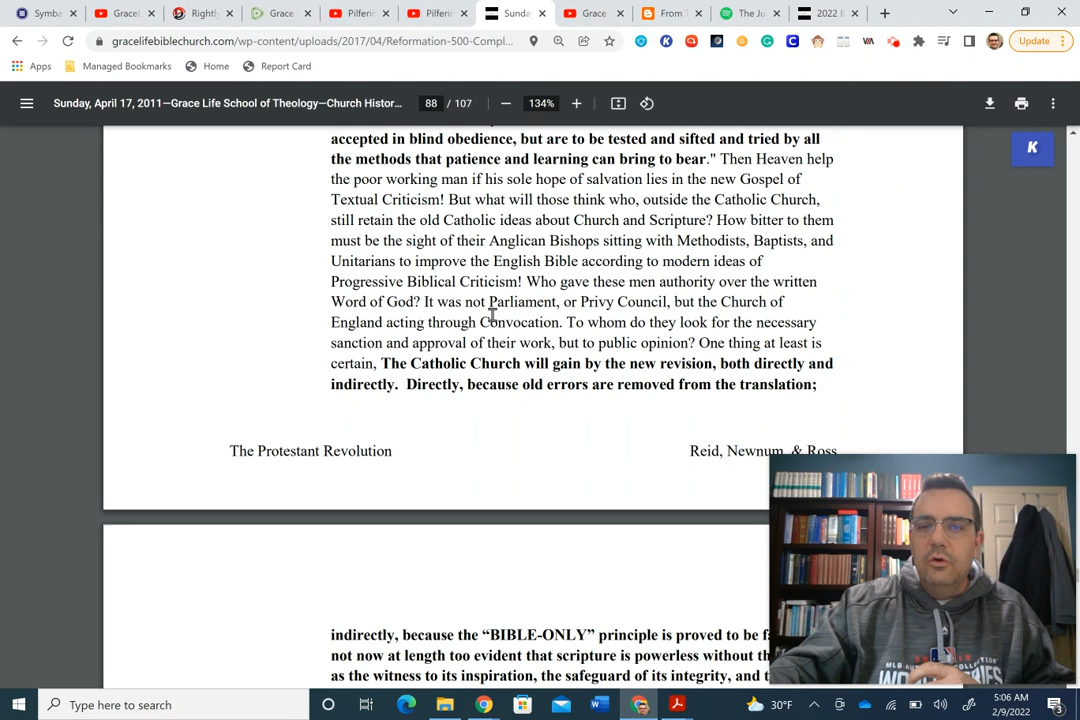 Symba
GraceL
Rightly
Grace
Pilferin
Pilferin
Sunda
Grace
From T
The Ju
2022 B
gracelifebiblechurch.com/wp-content/uploads/2017/04/Reformation-500-Compl...
Update
Apps
Managed Bookmarks
Home
Report Card
Sunday, April 17, 2011—Grace Life School of Theology—Church Histor...
88 / 107
134%
K
accepted in blind obedience, but are to be tested and sifted and tried by all
the methods that patience and learning can bring to bear." Then Heaven help
the poor working man if his sole hope of salvation lies in the new Gospel of
Textual Criticism! But what will those think who, outside the Catholic Church,
still retain the old Catholic ideas about Church and Scripture? How bitter to them
must be the sight of their Anglican Bishops sitting with Methodists, Baptists, and
Unitarians to improve the English Bible according to modern ideas of
Progressive Biblical Criticism! Who gave these men authority over the written
Word of God? It was not Parliament, or Privy Council, but the Church of
England acting through Convocation. To whom do they look for the necessary
sanction and approval of their work, but to public opinion? One thing at least is
certain, The Catholic Church will gain by the new revision, both directly and
indirectly. Directly, because old errors are removed from the translation;
The Protestant Revolution
Reid, Newnum, & Ross
indirectly, because the “BIBLE-ONLY” principle is proved to be
not now at length too evident that scripture is powerless without
as the witness to its inspiration, the safeguard of its integrity, and
Type here to search
30°F
5:06 AM
2/9/2022